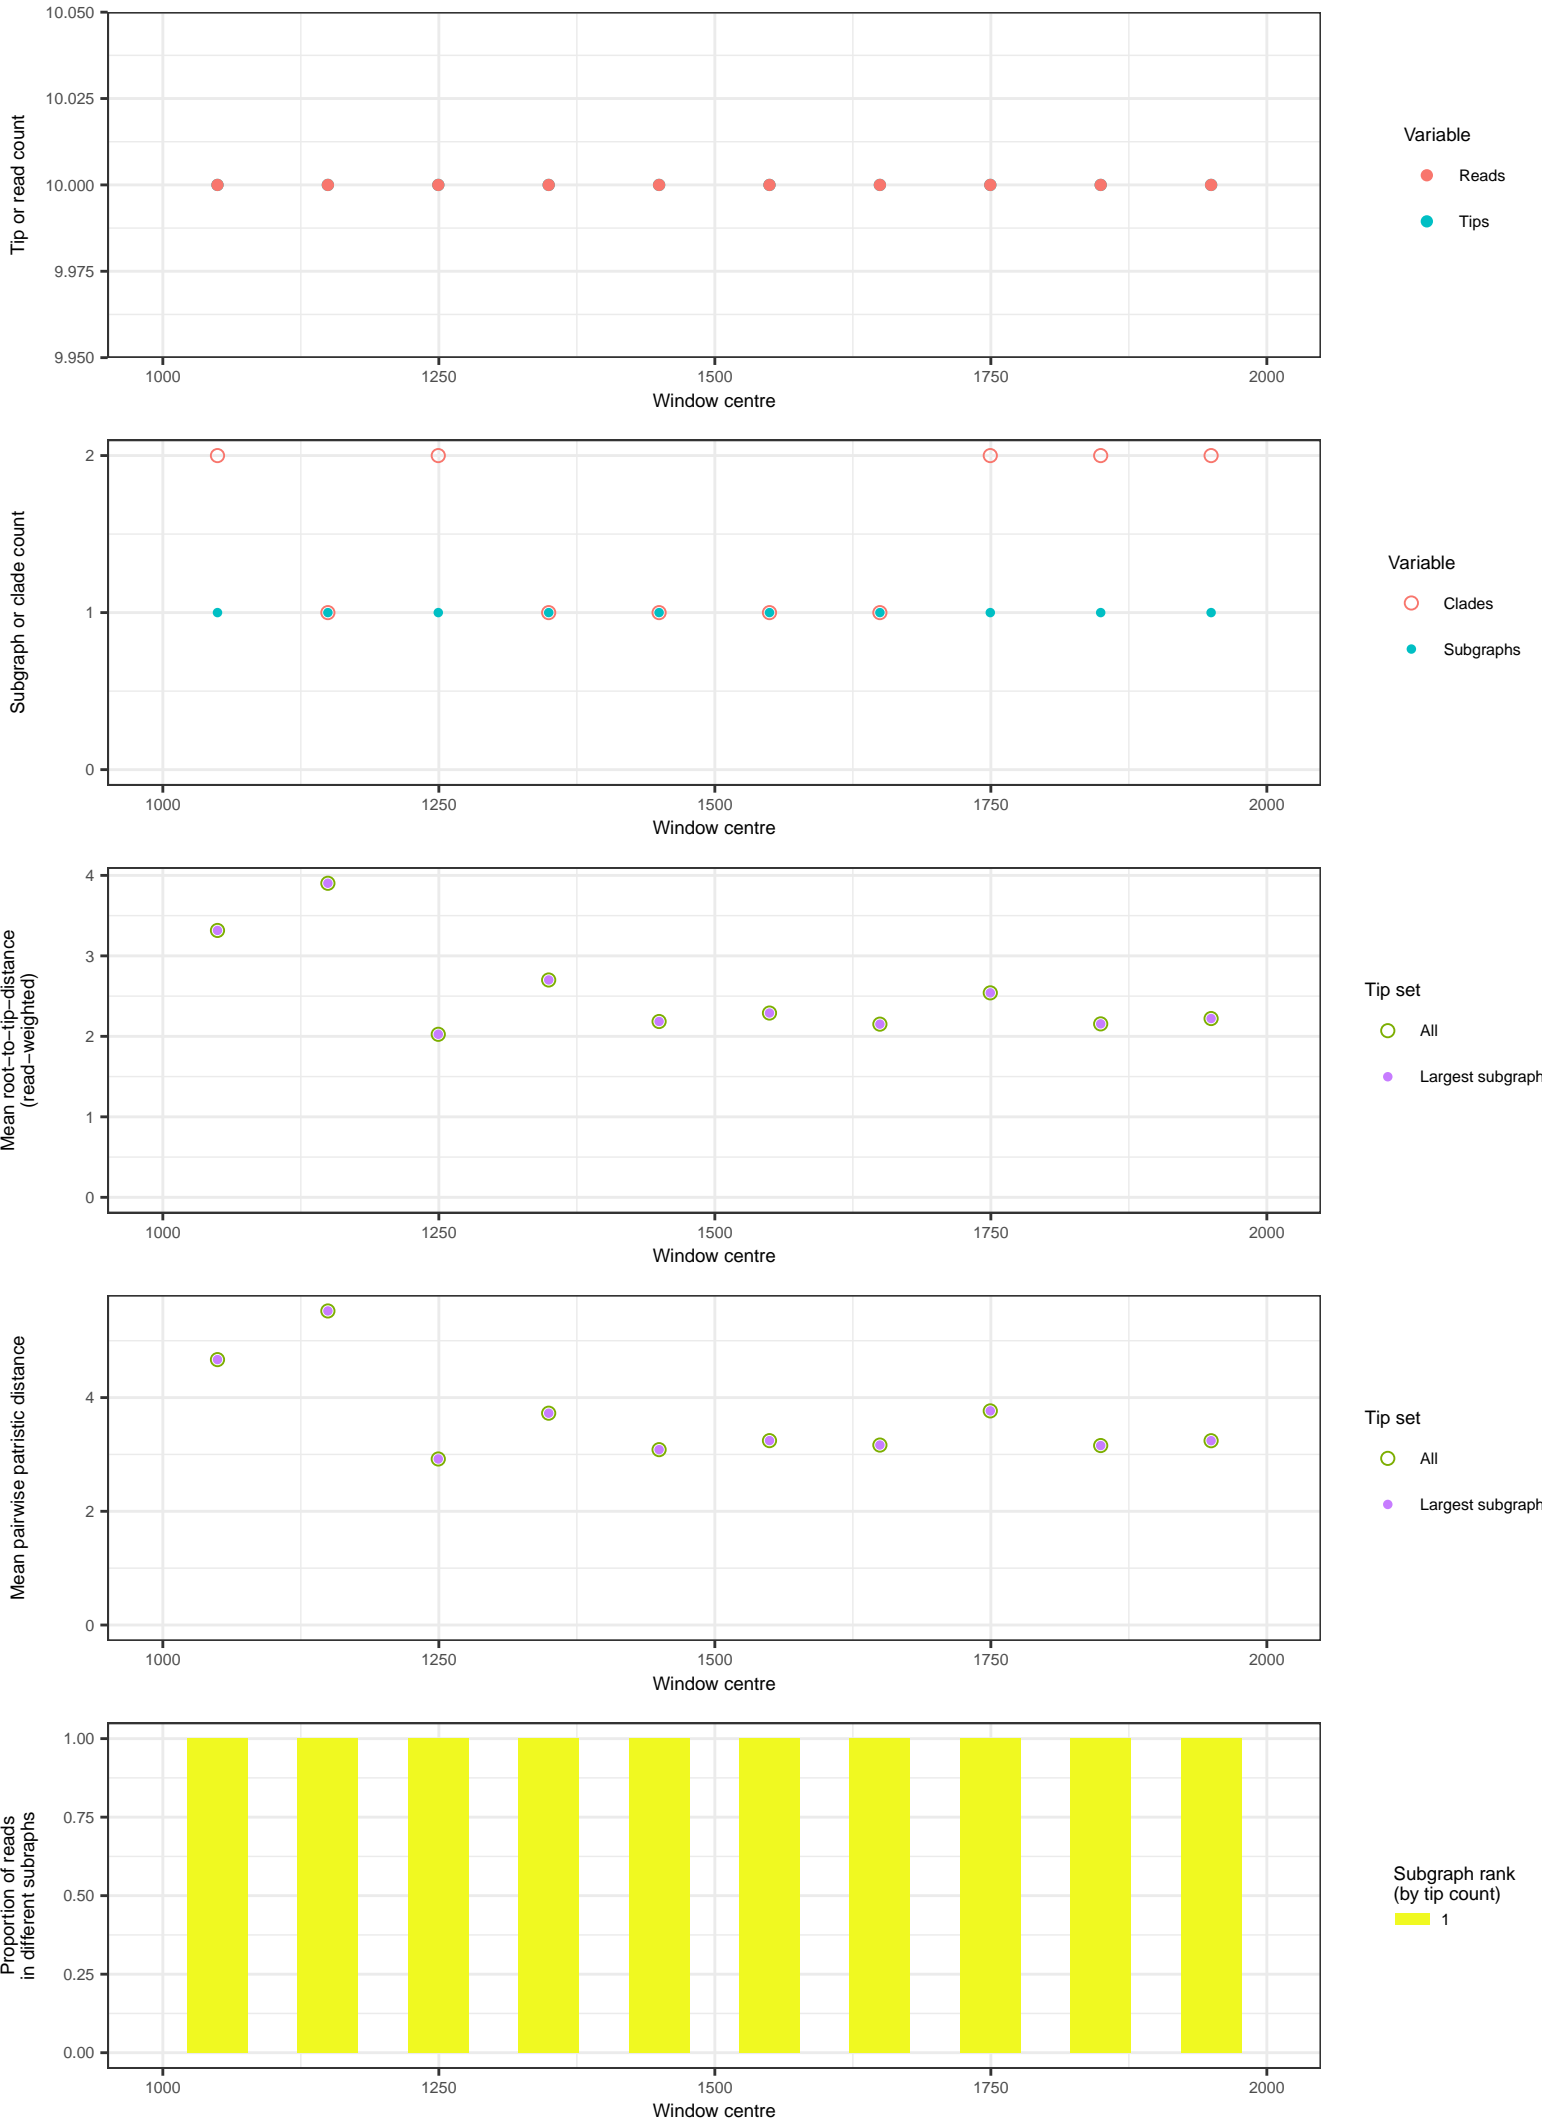 10.050
10.025
10.000
9.975
9.950
Tip or read count
1000 1250 1500 1750 2000
Window centre
Variable
Reads
Tips
2
1
0
Subgraph or clade count
1000 1250 1500 1750 2000
Window centre
Variable
Clades
Subgraphs
4
3
2
1
0
Mean root−to−tip−distance
(read−weighted)
1000 1250 1500 1750 2000
Window centre
Tip set
All
Largest subgraph
4
2
0
Mean pairwise patristic distance
1000 1250 1500 1750 2000
Window centre
Tip set
All
Largest subgraph
1.00
0.75
0.50
0.25
0.00
Proportion of reads
in different subraphs
1000 1250 1500 1750 2000
Window centre
Subgraph rank
(by tip count)
1